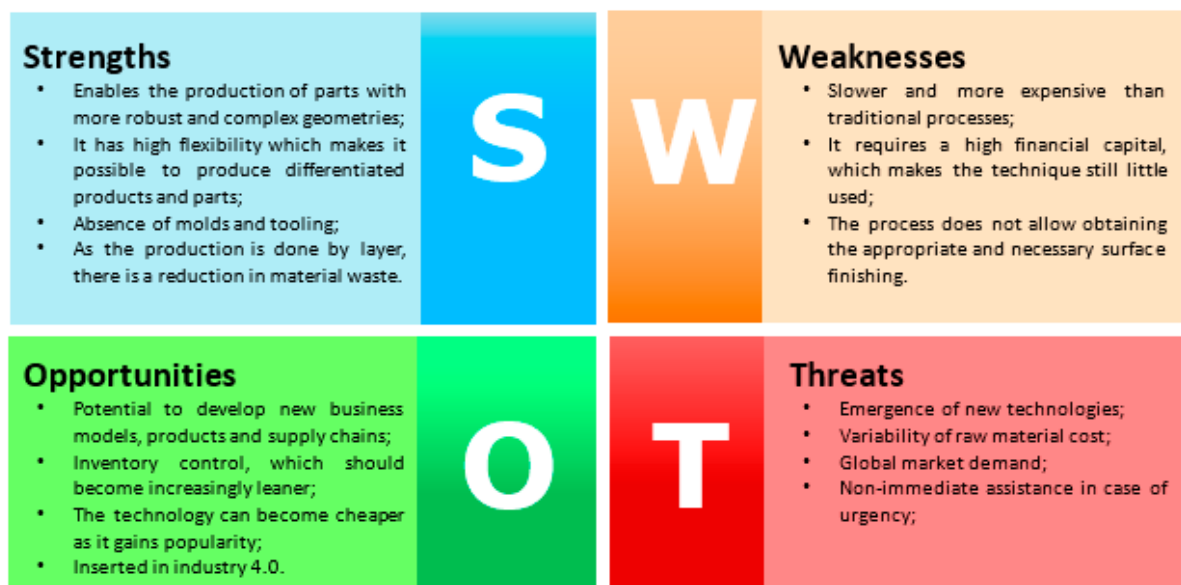 Strengths
• Enables the production of parts with
more robust and complex geometries;
• It has high flexibility which makes it
possible to produce differentiated
products and parts;
• Absence of molds and tooling;
• As the production is done by layer,
there is a reduction in material waste.
S
W
Weaknesses
• Slower and more expensive than
traditional processes;
• It requires a high financial capital,
which makes the technique still little
used;
• The process does not allow obtaining
the appropriate and necessary surface
finishing.
Opportunities
• Potential to develop new business
models, products and supply chains;
• Inventory control, which should
become increasingly leaner;
• The technology can become cheaper
as it gains popularity;
• Inserted in industry 4.0.
O
T
Threats
• Emergence of new technologies;
• Variability of raw material cost;
• Global market demand;
• Non-immediate assistance in case of
urgency;